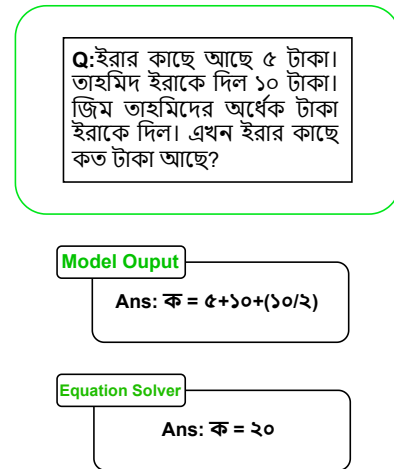 Q:ইরার কাছে আছে ৫ টাকা।
তাহমিদ ইরাকে দিল ১০ টাকা।
জিম তাহমিদের অর্ধেক টাকা
ইরাকে দিল। এখন ইরার কাছে
কত টাকা আছে?
Model Ouput
Ans: ক = ৫+১০+(১০/২)
Equation Solver
Ans: ক = ২০